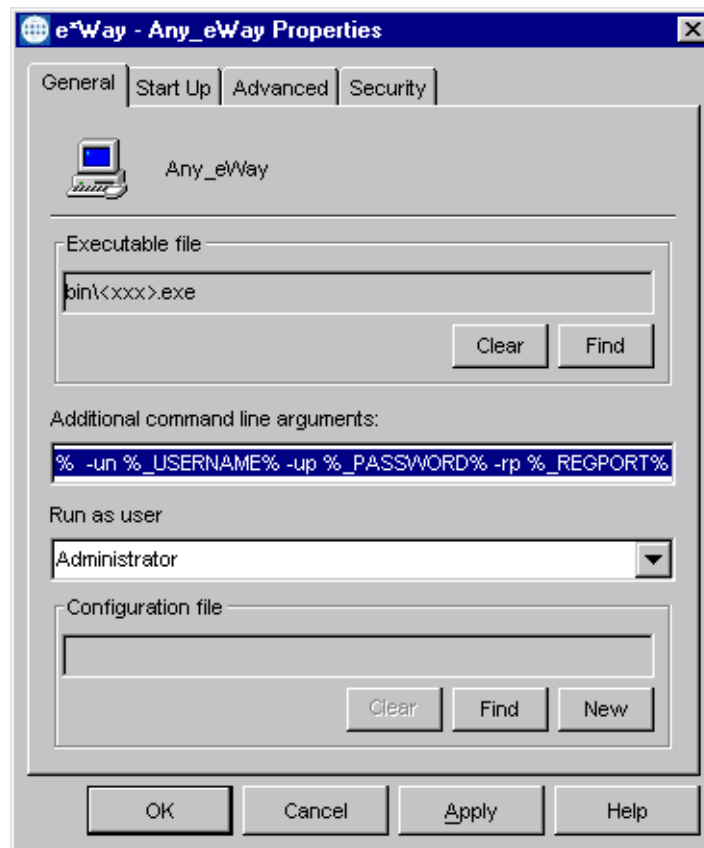 e*Way - Any_eWay Properties
General Start Up Advanced Security
Any_eWay
Executable file
bin\<xxx>.exe
Clear Find
Additional command line arguments:
% -un %_USERNAME% -up %_PASSWORD% -rp %_REGPORT%
Run as user
Administrator
Configuration file
Clear Find New
OK Cancel Apply Help